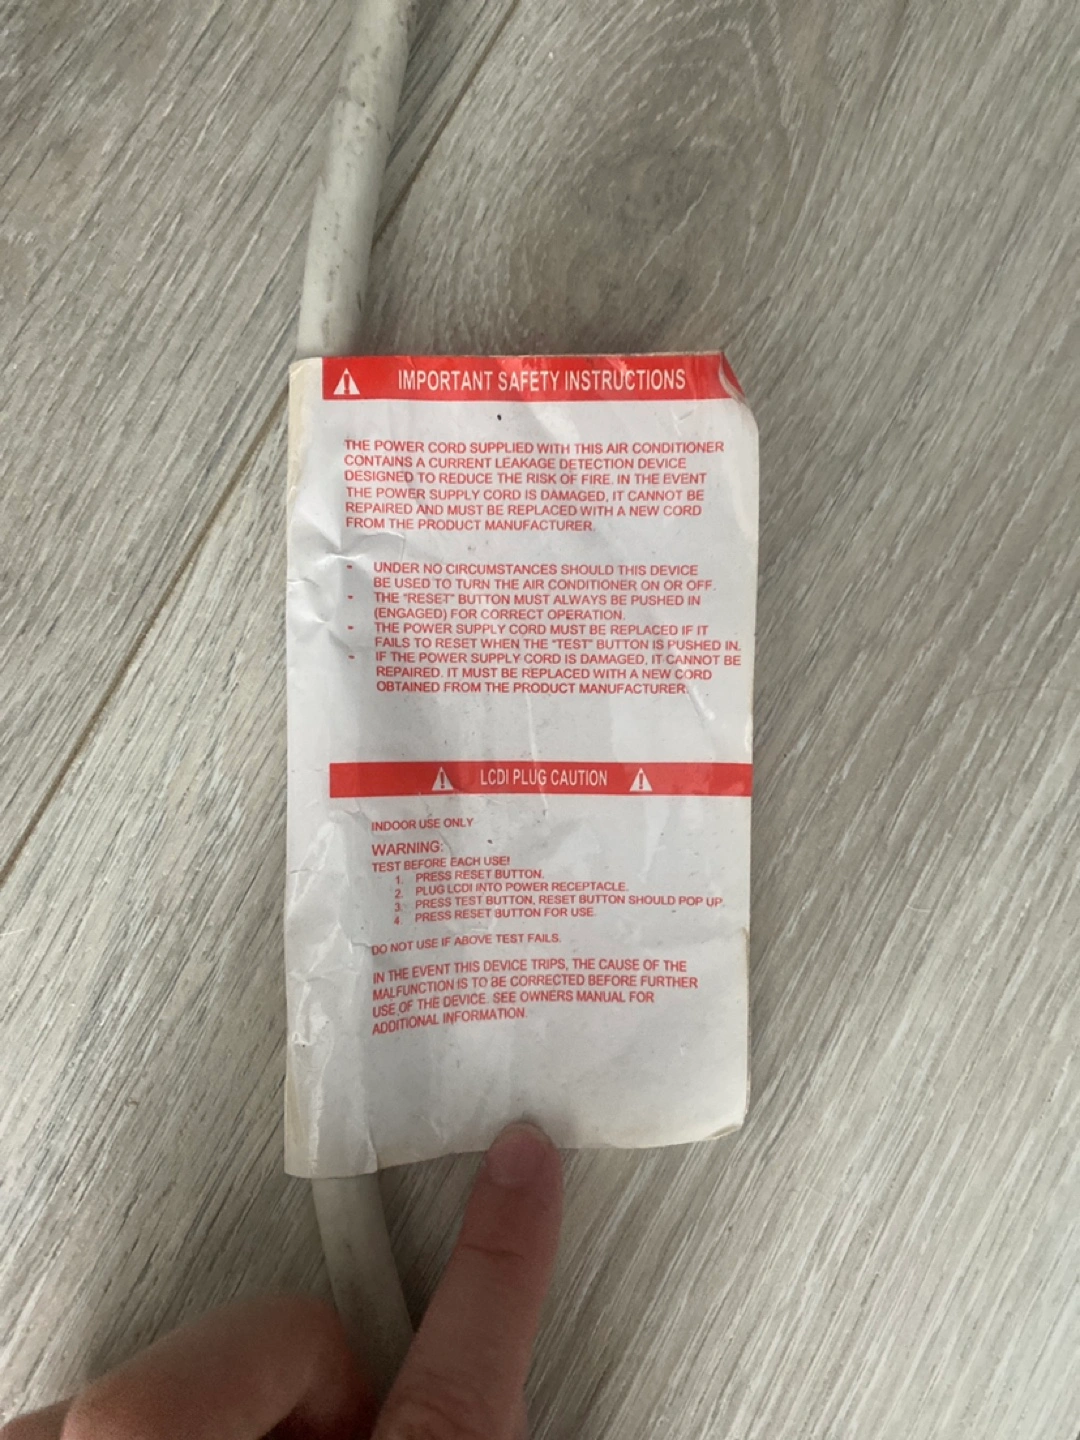 IMPORTANT SAFETY INSTRUCTIONS
THE POWER CORD SUPPLIED WITH THIS AIR CONDITIONER
CONTAINS A CURRENT LEAKAGE DETECTION DEVICE
DESIGNED TO REDUCE THE RISK OF FIRE. IN THE EVENT
THE POWER SUPPLY CORD IS DAMAGED, IT CANNOT BE
REPAIRED AND MUST BE REPLACED WITH A NEW CORD
FROM THE PRODUCT MANUFACTURER.
- UNDER NO CIRCUMSTANCES SHOULD THIS DEVICE
BE USED TO TURN THE AIR CONDITIONER ON OR OFF.
- THE "RESET" BUTTON MUST ALWAYS BE PUSHED IN
(ENGAGED) FOR CORRECT OPERATION.
- THE POWER SUPPLY CORD MUST BE REPLACED IF IT
FAILS TO RESET WHEN THE "TEST" BUTTON IS PUSHED IN.
- IF THE POWER SUPPLY CORD IS DAMAGED, IT CANNOT BE
REPAIRED. IT MUST BE REPLACED WITH A NEW CORD
OBTAINED FROM THE PRODUCT MANUFACTURER.
LCDI PLUG CAUTION
INDOOR USE ONLY
WARNING:
TEST BEFORE EACH USE!
1. PRESS RESET BUTTON.
2. PLUG LCDI INTO POWER RECEPTACLE.
3. PRESS TEST BUTTON, RESET BUTTON SHOULD POP UP.
4. PRESS RESET BUTTON FOR USE.
DO NOT USE IF ABOVE TEST FAILS.
IN THE EVENT THIS DEVICE TRIPS, THE CAUSE OF THE
MALFUNCTION IS TO BE CORRECTED BEFORE FURTHER
USE OF THE DEVICE. SEE OWNERS MANUAL FOR
ADDITIONAL INFORMATION.